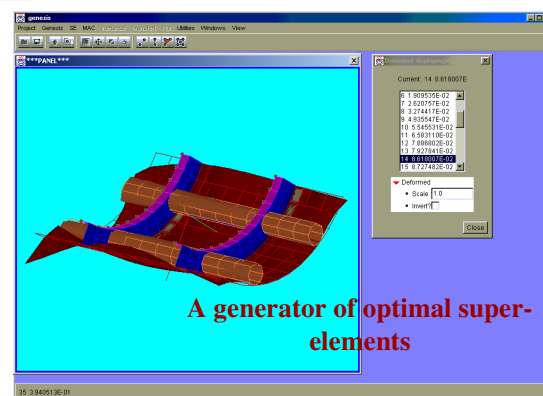 genesis
Project Genesis SE MAC Utilities Windows View
***PANEL***
Current : 14 8.618007E-
6 1.909535E-02
7 2.620757E-02
8 3.274417E-02
9 4.935547E-02
10 5.545531E-02
11 6.583110E-02
12 7.886802E-02
13 7.927841E-02
14 8.618007E-02
15 8.727482E-02
Deformed
Scale 1.0
Invert?
Close
A generator of optimal super-
elements
35 3.940513E-01